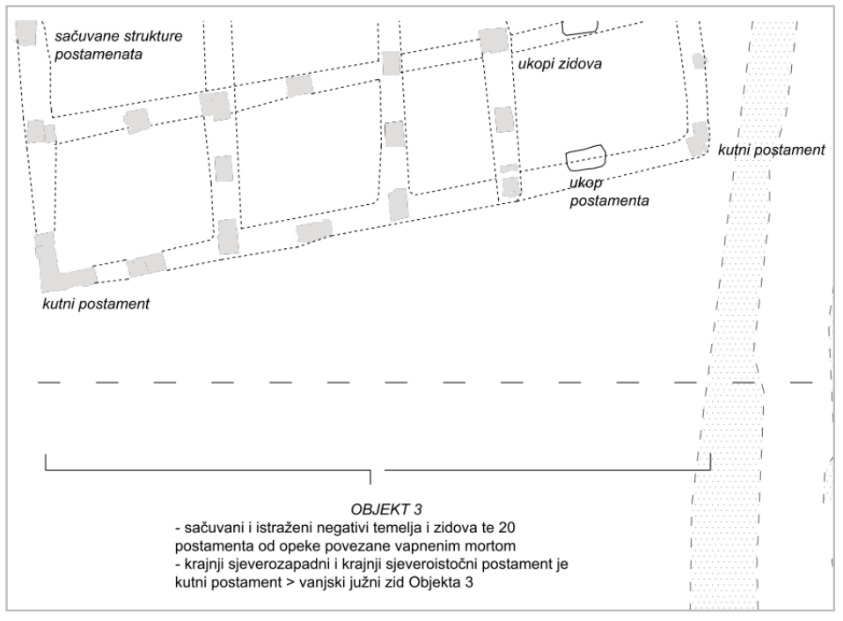 sačuvane strukture
postamenata
ukopi zidova
kutni postament
ukop
postamenta
kutni postament
OBJEKT 3
- sačuvani i istraženi negativi temelja i zidova te 20
postamenta od opeke povezane vapnenim mortom
- krajnji sjeverozapadni i krajnji sjeveroistočni postament je
kutni postament > vanjski južni zid Objekta 3